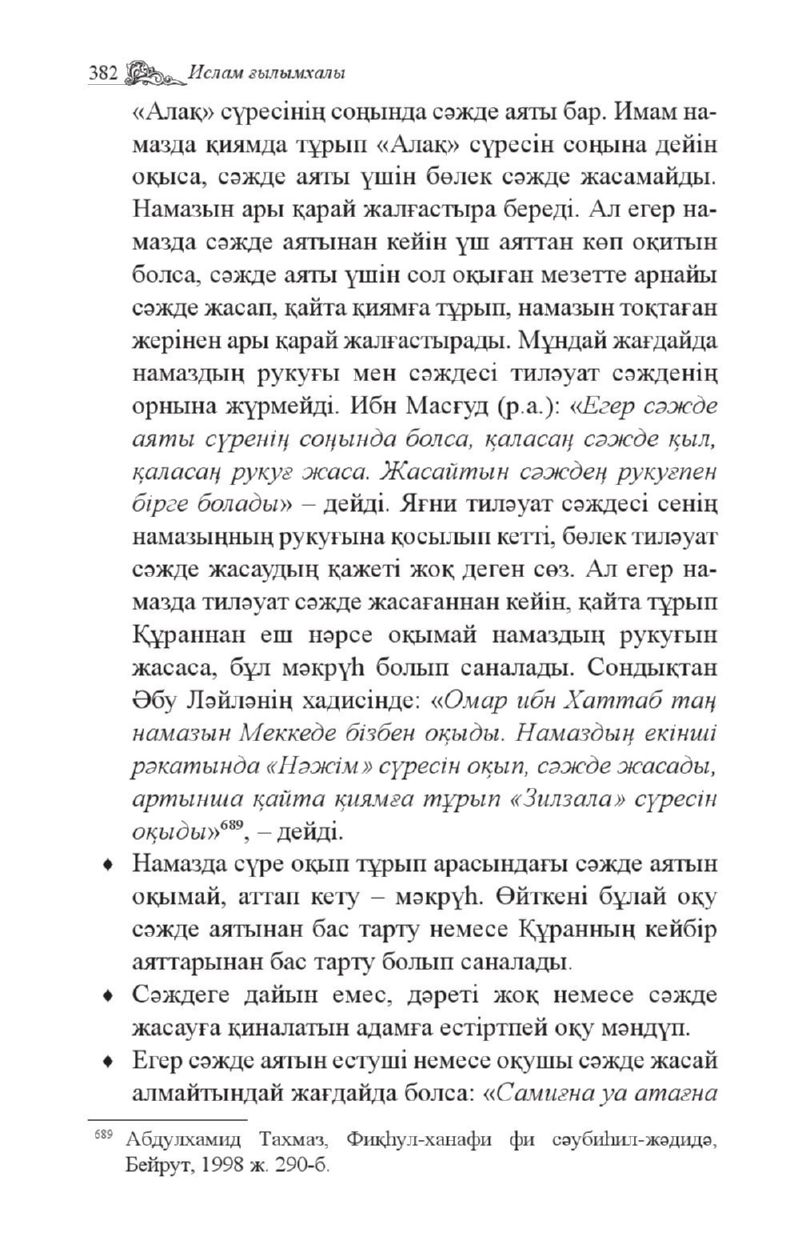 382 Ислам ғылымхалы
«Алақ» сүресінің соңында сәжде аяты бар. Имам на-
мазда қиямда тұрып «Алақ» сүресін соңына дейін
оқыса, сәжде аяты үшін бөлек сәжде жасамайды.
Намазын ары қарай жалғастыра береді. Ал егер на-
мазда сәжде аятынан кейін үш аяттан көп оқитын
болса, сәжде аяты үшін сол оқыған мезетте арнайы
сәжде жасап, қайта қиямға тұрып, намазын тоқтаған
жерінен ары қарай жалғастырады. Мұндай жағдайда
намаздың рукуғы мен сәждесі тиләуат сәжденің
орнына жүрмейді. Ибн Масғуд (р.а.): «Егер сәжде
аяты сүренің соңында болса, қаласаң сәжде қыл,
қаласаң рукуғ жаса. Жасайтын сәждең рукуғпен
бірге болады» – дейді. Яғни тиләуат сәждесі сенің
намазыңның рукуғына қосылып кетті, бөлек тиләуат
сәжде жасаудың қажеті жоқ деген сөз. Ал егер на-
мазда тиләуат сәжде жасағаннан кейін, қайта тұрып
Құраннан еш нәрсе оқымай намаздың рукуғын
жасаса, бұл мәкрүһ болып саналады. Сондықтан
Әбу Ләйләнің хадисінде: «Омар ибн Хаттаб таң
намазын Меккеде бізбен оқыды. Намаздың екінші
рәкатында «Нәжім» сүресін оқып, сәжде жасады,
артынша қайта қиямға тұрып «Зилзала» сүресін
оқыды»⁶⁸⁹, – дейді.
♦ Намазда сүре оқып тұрып арасындағы сәжде аятын
оқымай, аттап кету – мәкрүһ. Өйткені бұлай оқу
сәжде аятынан бас тарту немесе Құранның кейбір
аяттарынан бас тарту болып саналады.
♦ Сәждеге дайын емес, дәреті жоқ немесе сәжде
жасауға қиналатын адамға естіртпей оқу мәндүп.
♦ Егер сәжде аятын естуші немесе оқушы сәжде жасай
алмайтындай жағдайда болса: «Самиғна уа атағна
⁶⁸⁹ Абдулхамид Тахмаз, Фиқһул-ханафи фи сәубиһил-жәдидә,
Бейрут, 1998 ж. 290-б.